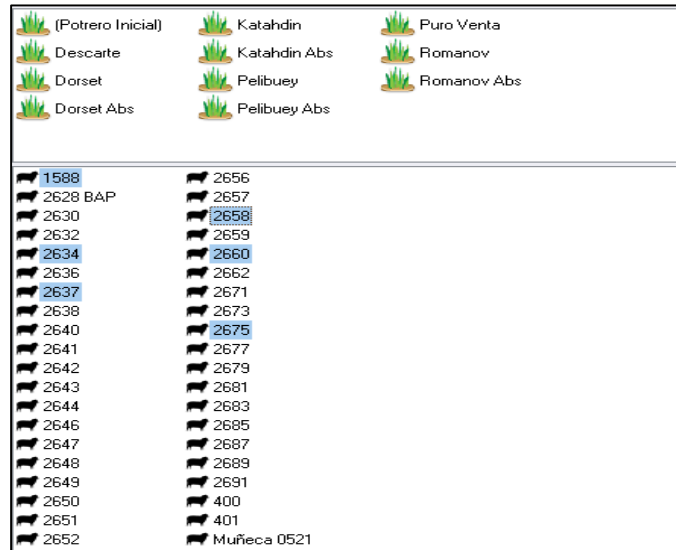 (Potrero Inicial)
Descarte
Dorset
Dorset Abs
Katahdin
Katahdin Abs
Pelibuey
Pelibuey Abs
Puro Venta
Romanov
Romanov Abs
1588
2628 BAP
2630
2632
2634
2636
2637
2638
2640
2641
2642
2643
2644
2646
2647
2648
2649
2650
2651
2652
2656
2657
2658
2659
2660
2662
2671
2673
2675
2677
2679
2681
2683
2685
2687
2689
2691
400
401
Muñeca 0521